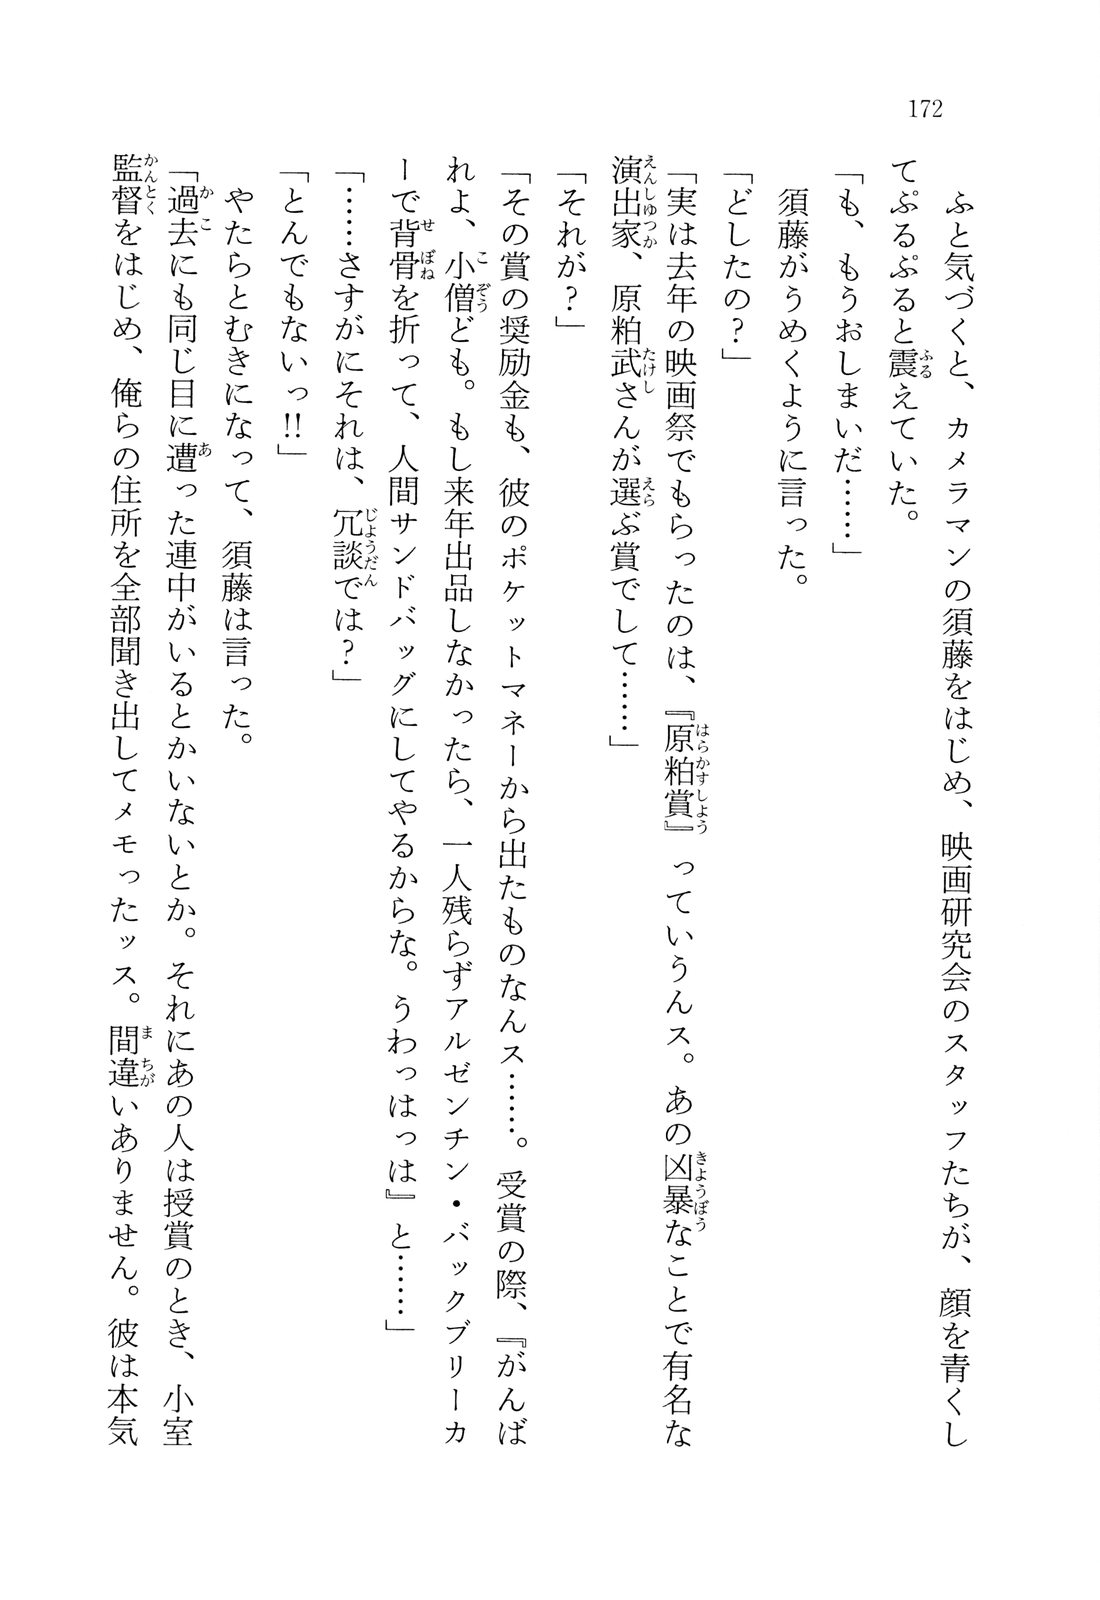 172
ふと気づくと、カメラマンの須藤をはじめ、映画研究会のスタッフたちが、顔を青くし
てぷるぷると震えていた。
「も、もうおしまいだ……」
須藤がうめくように言った。
「どしたの？」
「実は去年の映画祭でもらったのは、『原粕賞』っていうんス。あの凶暴なことで有名な
演出家、原粕武さんが選ぶ賞でして……」
「それが？」
「その賞の奨励金も、彼のポケットマネーから出たものなんス……。受賞の際、『がんば
れよ、小僧ども。もし来年出品しなかったら、一人残らずアルゼンチン・バックブリーカ
ーで背骨を折って、人間サンドバッグにしてやるからな。うわっはっは』と……」
「……さすがにそれは、冗談では？」
「とんでもないっ!!」
やたらとむきになって、須藤は言った。
「過去にも同じ目に遭った連中がいるとかいないとか。それにあの人は授賞のとき、小室
監督をはじめ、俺らの住所を全部聞き出してメモったッス。間違いありません。彼は本気